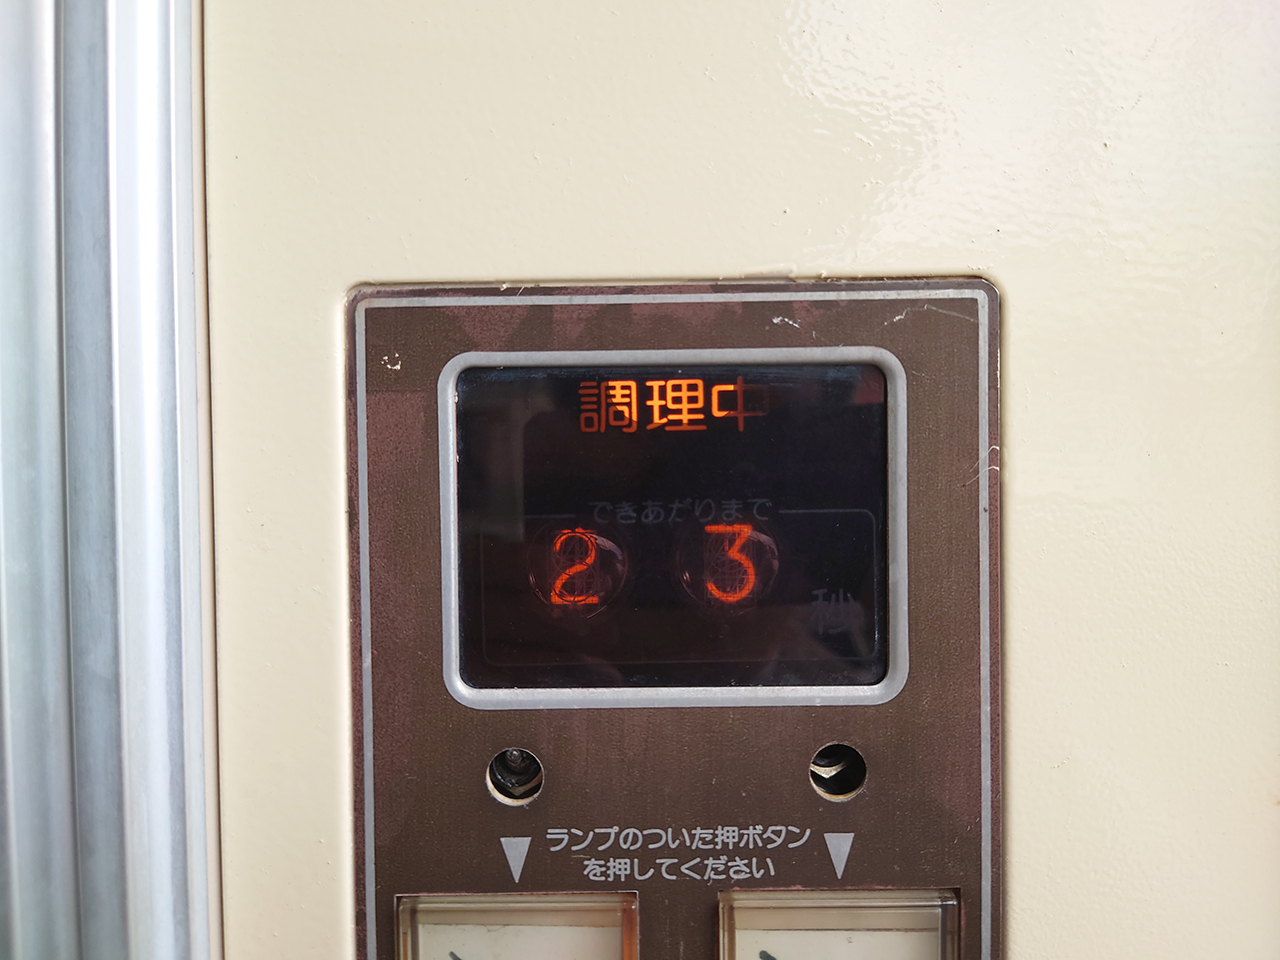 調理中
できあがりまで
2 3
秒
ランプのついた押ボタン
を押してください